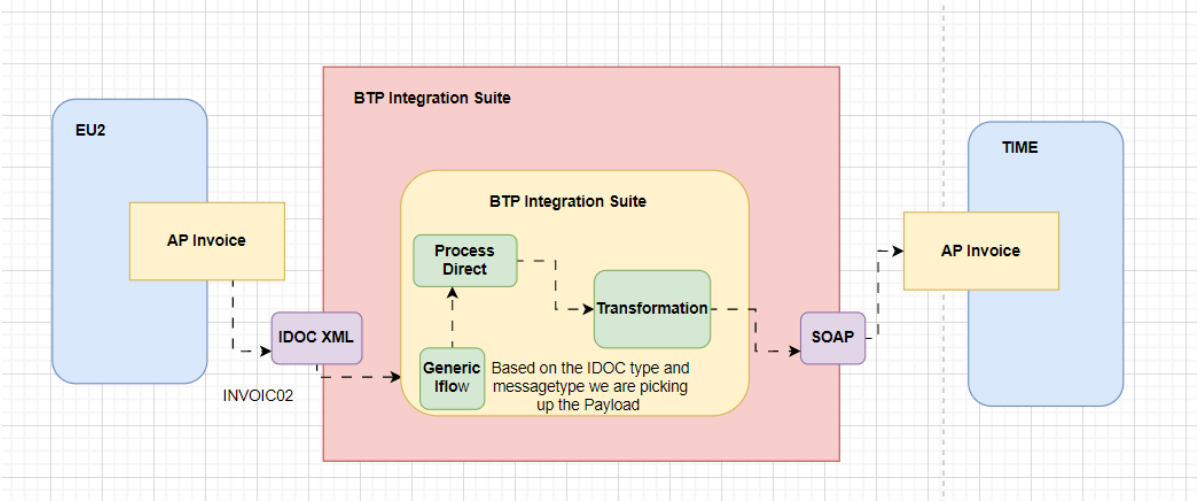 BTP Integration Suite
EU2
TIME
BTP Integration Suite
AP Invoice
AP Invoice
Process
Direct
Transformation
IDOC XML
SOAP
Generic
Iflow
Based on the IDOC type and
messagetype we are picking
up the Payload
INVOIC02